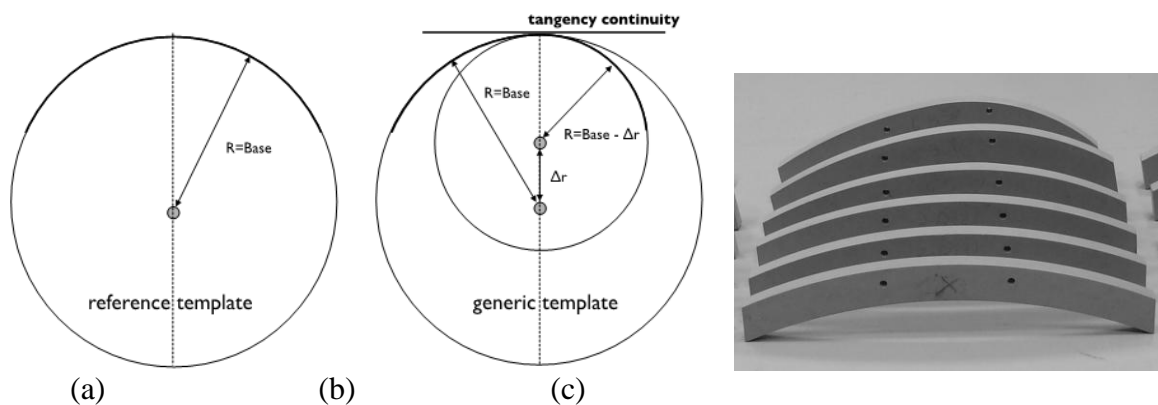 tangency continuity
R=Base
reference template
R=Base
R=Base - Δr
Δr
generic template
(a) (b) (c)